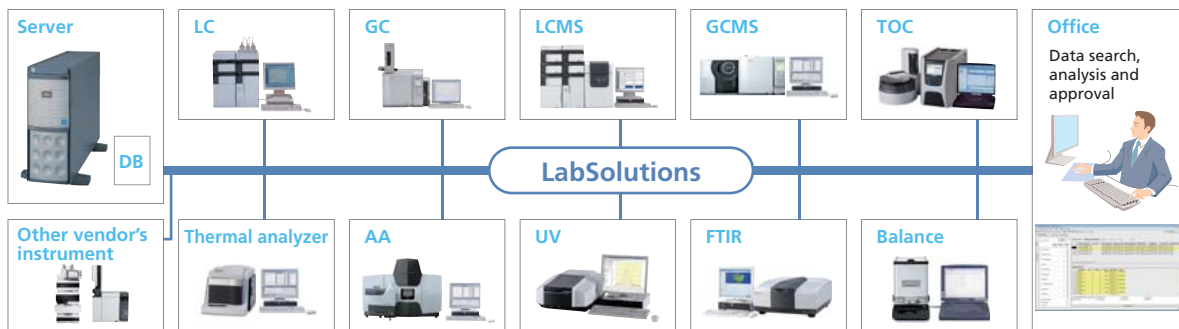 Server
DB
LC
GC
LCMS
GCMS
TOC
Office
Data search,
analysis and
approval
LabSolutions
Other vendor's
instrument
Thermal analyzer
AA
UV
FTIR
Balance